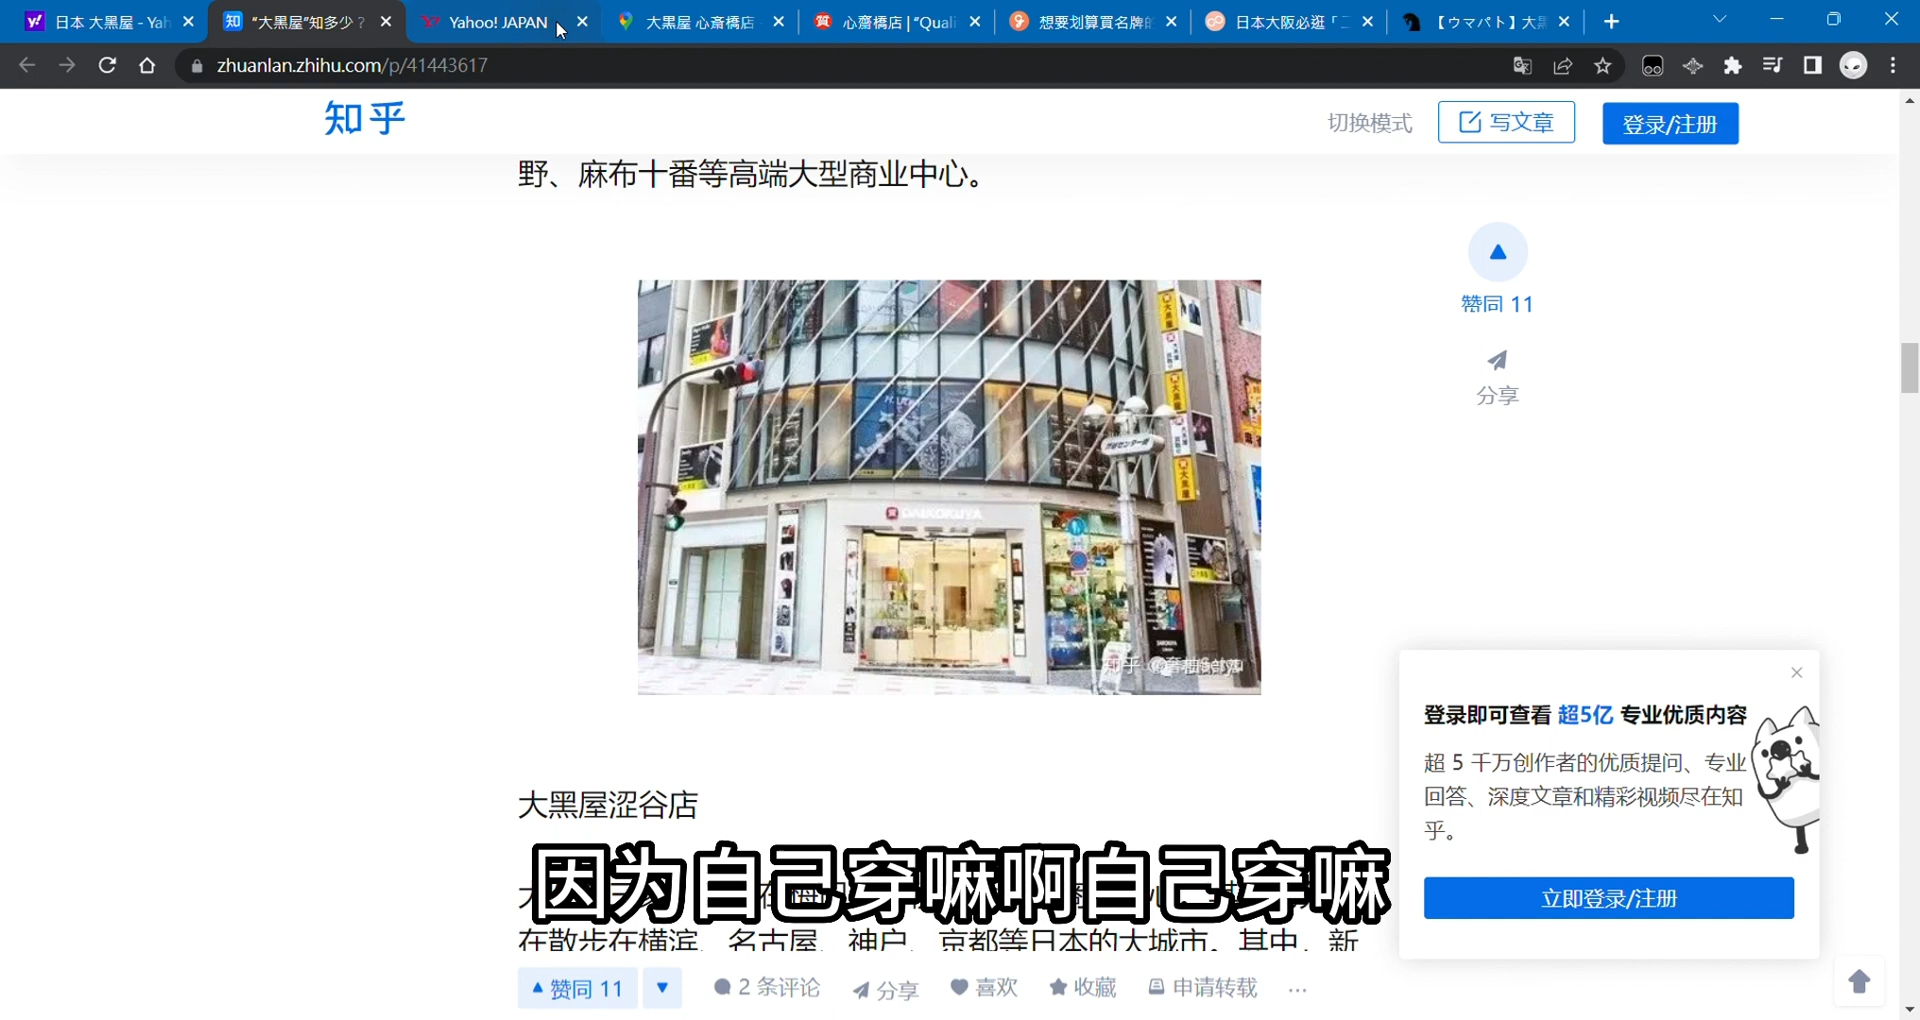 日本 大黑屋 - Yah
“大黑屋”知多少？
Yahoo! JAPAN
大黒屋 心斎橋店
心齋橋店 | “Quali
想要划算買名牌的
日本大阪必逛「二
【ウマパト】大黒
zhuanlan.zhihu.com/p/41443617
知乎
切换模式
写文章
登录/注册
野、麻布十番等高端大型商业中心。
赞同 11
分享
DAIKOKUYA
大黑屋
知乎
大黑屋涩谷店
因为自己穿嘛啊自己穿嘛
在散步在横滨、名古屋、神户、京都等日本的大城市。其中，新
登录即可查看 超5亿 专业优质内容
超 5 千万创作者的优质提问、专业
回答、深度文章和精彩视频尽在知
乎。
立即登录/注册
赞同 11
2 条评论
分享
喜欢
收藏
申请转载